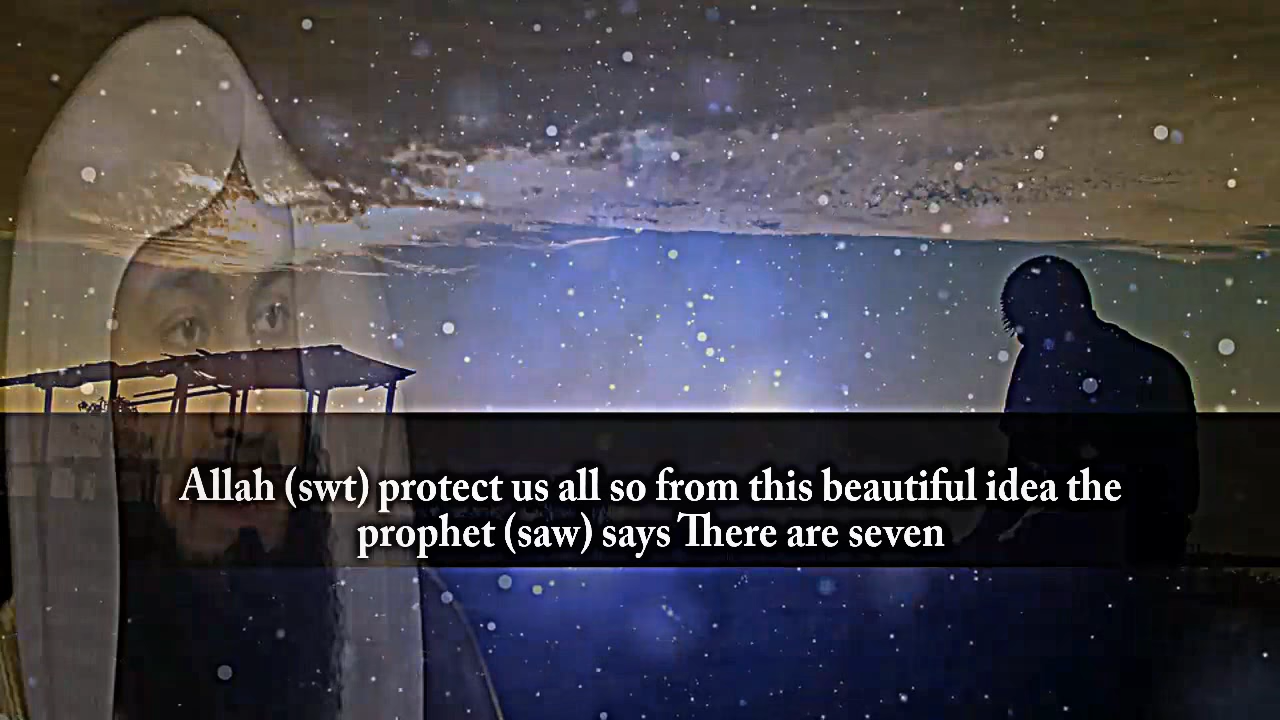 Allah (swt) protect us all so from this beautiful idea the
prophet (saw) says There are seven